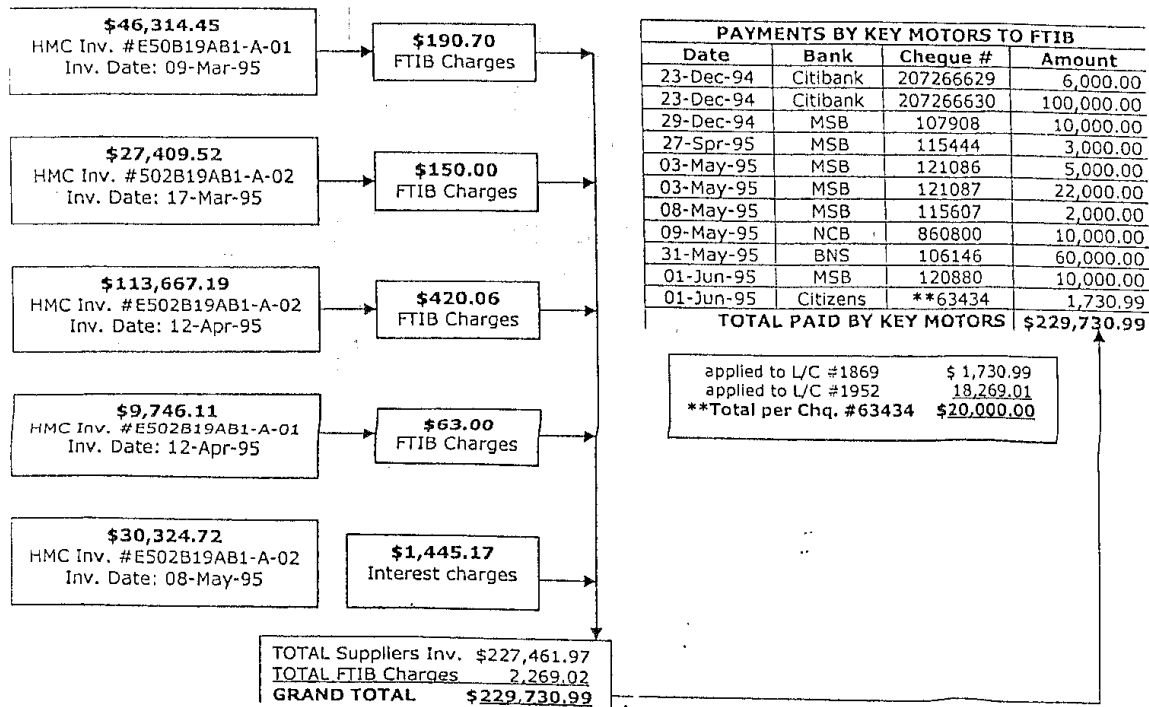 $46,314.45
HMC Inv. #E50B19AB1-A-01
Inv. Date: 09-Mar-95
$190.70
FTIB Charges
$27,409.52
HMC Inv. #502B19AB1-A-02
Inv. Date: 17-Mar-95
$150.00
FTIB Charges
$113,667.19
HMC Inv. #E502B19AB1-A-02
Inv. Date: 12-Apr-95
$420.06
FTIB Charges
$9,746.11
HMC Inv. #E502B19AB1-A-01
Inv. Date: 12-Apr-95
$63.00
FTIB Charges
$30,324.72
HMC Inv. #E502B19AB1-A-02
Inv. Date: 08-May-95
$1,445.17
Interest charges
TOTAL Suppliers Inv. $227,461.97
TOTAL FTIB Charges 2,269.02
GRAND TOTAL $229,730.99
PAYMENTS BY KEY MOTORS TO FTIB
Date Bank Cheque # Amount
23-Dec-94 Citibank 207266629 6,000.00
23-Dec-94 Citibank 207266630 100,000.00
29-Dec-94 MSB 107908 10,000.00
27-Spr-95 MSB 115444 3,000.00
03-May-95 MSB 121086 5,000.00
03-May-95 MSB 121087 22,000.00
08-May-95 MSB 115607 2,000.00
09-May-95 NCB 860800 10,000.00
31-May-95 BNS 106146 60,000.00
01-Jun-95 MSB 120880 10,000.00
01-Jun-95 Citizens **63434 1,730.99
TOTAL PAID BY KEY MOTORS $229,730.99
applied to L/C #1869 $ 1,730.99
applied to L/C #1952 18,269.01
**Total per Chq. #63434 $20,000.00